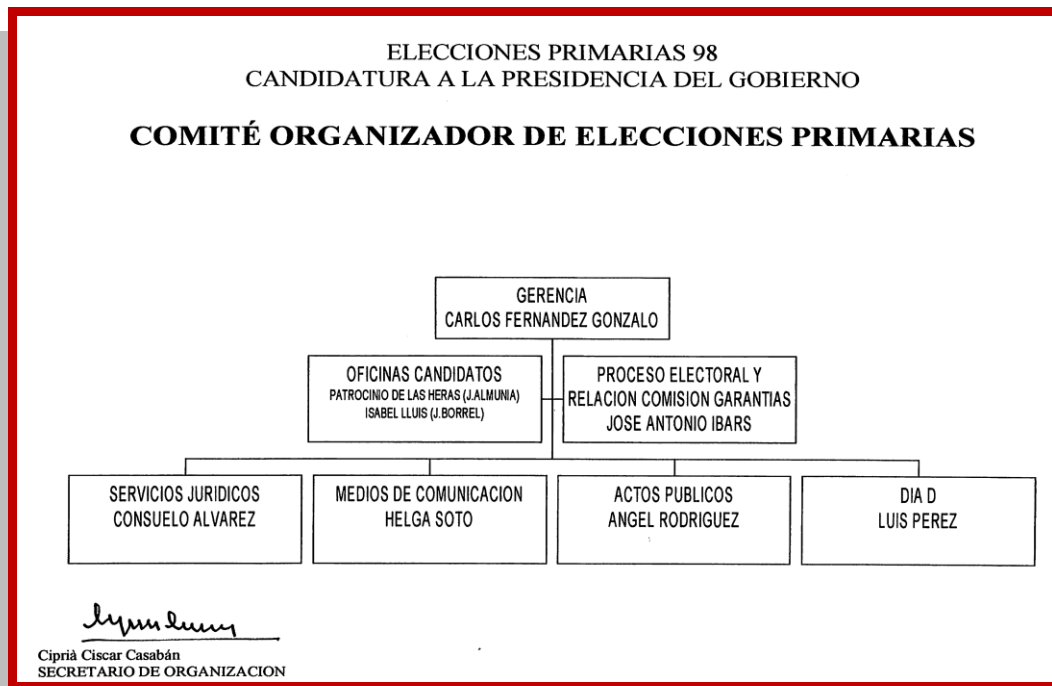 ELECCIONES PRIMARIAS 98
CANDIDATURA A LA PRESIDENCIA DEL GOBIERNO
COMITÉ ORGANIZADOR DE ELECCIONES PRIMARIAS
GERENCIA
CARLOS FERNANDEZ GONZALO
OFICINAS CANDIDATOS
PATROCINIO DE LAS HERAS (J.ALMUNIA)
ISABEL LLUIS (J.BORREL)
PROCESO ELECTORAL Y
RELACION COMISION GARANTIAS
JOSE ANTONIO IBARS
SERVICIOS JURIDICOS
CONSUELO ALVAREZ
MEDIOS DE COMUNICACION
HELGA SOTO
ACTOS PUBLICOS
ANGEL RODRIGUEZ
DIA D
LUIS PEREZ
Ciprià Ciscar Casabán
SECRETARIO DE ORGANIZACION